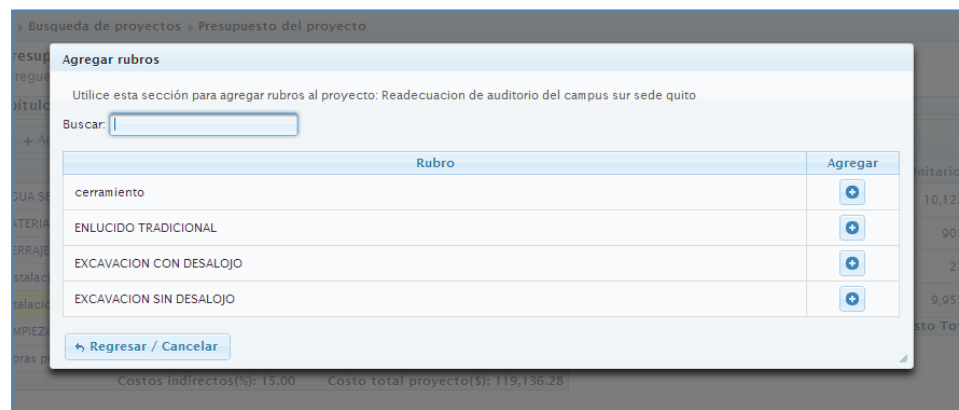 Busqueda de proyectos Presupuesto del proyecto
Agregar rubros
Utilice esta sección para agregar rubros al proyecto: Readecuacion de auditorio del campus sur sede quito
Buscar:
Rubro Agregar
cerramiento
ENLUCIDO TRADICIONAL
EXCAVACION CON DESALOJO
EXCAVACION SIN DESALOJO
Regresar / Cancelar
Costos indirectos(%): 15.00 Costo total proyecto($): 119,136.28